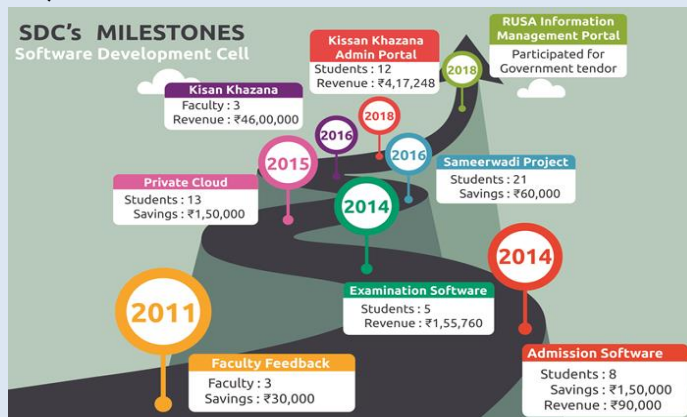 SDC's MILESTONES
Software Development Cell
RUSA Information
Management Portal
Participated for
Government tendor
2018
Kissan Khazana
Admin Portal
Students : 12
Revenue : ₹4,17,248
2018
Kisan Khazana
Faculty : 3
Revenue : ₹46,00,000
2016
2016
Sameerwadi Project
Students : 21
Savings : ₹60,000
2015
Private Cloud
Students : 13
Savings : ₹1,50,000
2014
Examination Software
Students : 5
Revenue : ₹1,55,760
2014
Admission Software
Students : 8
Savings : ₹1,50,000
Revenue : ₹90,000
2011
Faculty Feedback
Faculty : 3
Savings : ₹30,000